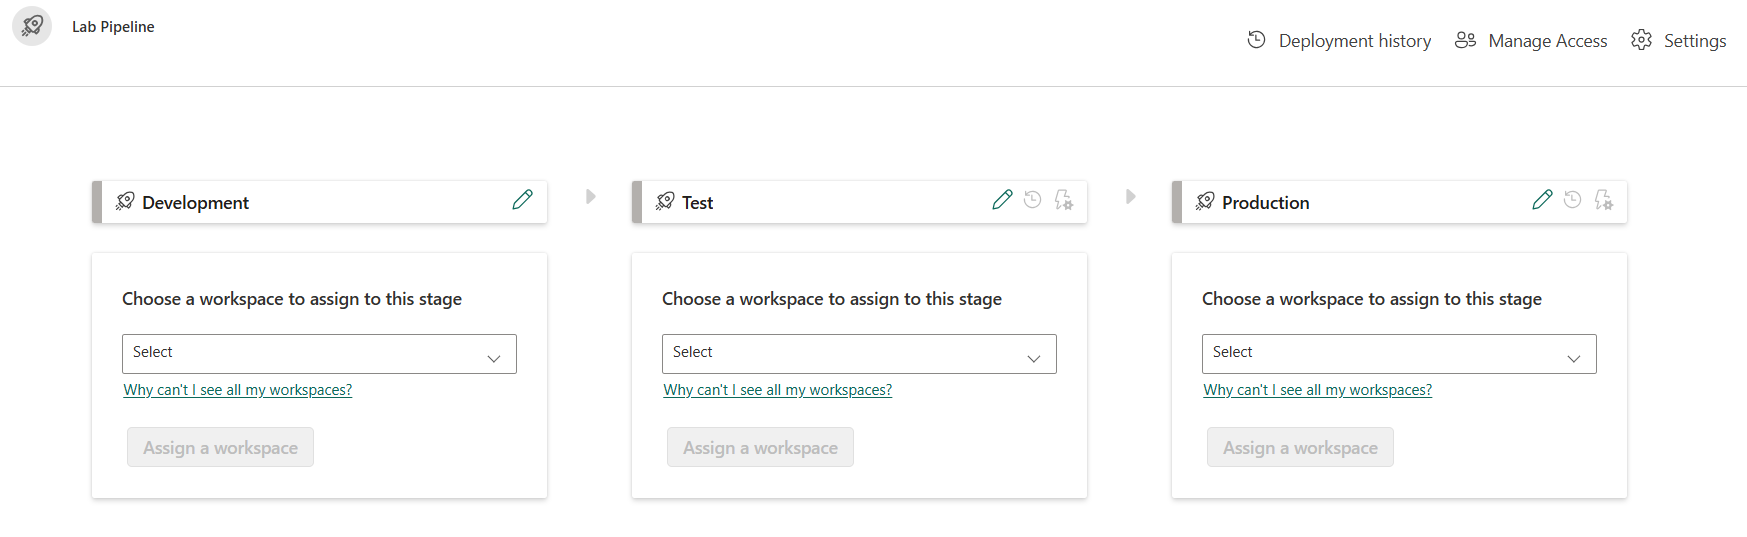 Lab Pipeline
Deployment history
Manage Access
Settings
Development
Test
Production
Choose a workspace to assign to this stage
Select
Why can't I see all my workspaces?
Assign a workspace
Choose a workspace to assign to this stage
Select
Why can't I see all my workspaces?
Assign a workspace
Choose a workspace to assign to this stage
Select
Why can't I see all my workspaces?
Assign a workspace